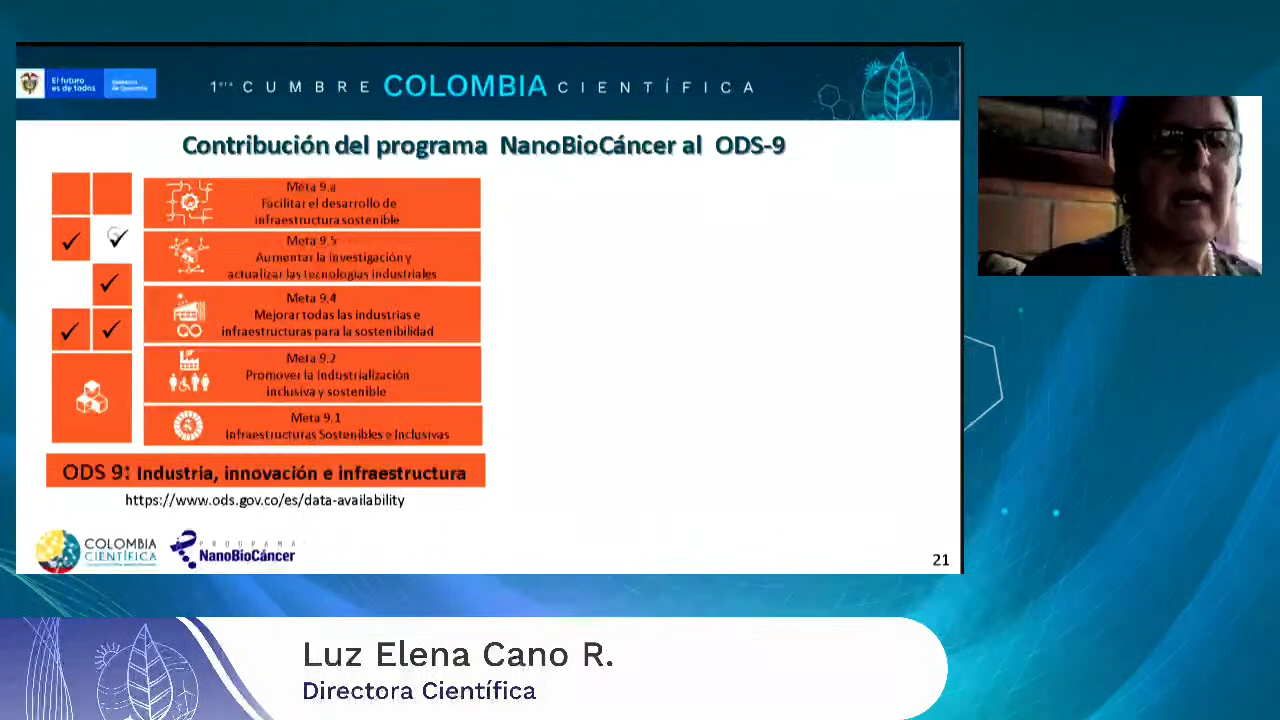 El futuro
es de todos
1era CUMBRE COLOMBIA CIENTÍFICA
Contribución del programa NanoBioCáncer al ODS-9
Meta 9.a
Facilitar el desarrollo de
infraestructura sostenible
Meta 9.5
Aumentar la investigación y
actualizar las tecnologías industriales
Meta 9.4
Mejorar todas las industrias e
infraestructuras para la sostenibilidad
Meta 9.2
Promover la Industrialización
inclusiva y sostenible
Meta 9.1
Infraestructuras Sostenibles e Inclusivas
ODS 9: Industria, innovación e infraestructura
https://www.ods.gov.co/es/data-availability
COLOMBIA
CIENTÍFICA
PROGRAMA
NanoBioCáncer
21
Luz Elena Cano R.
Directora Científica